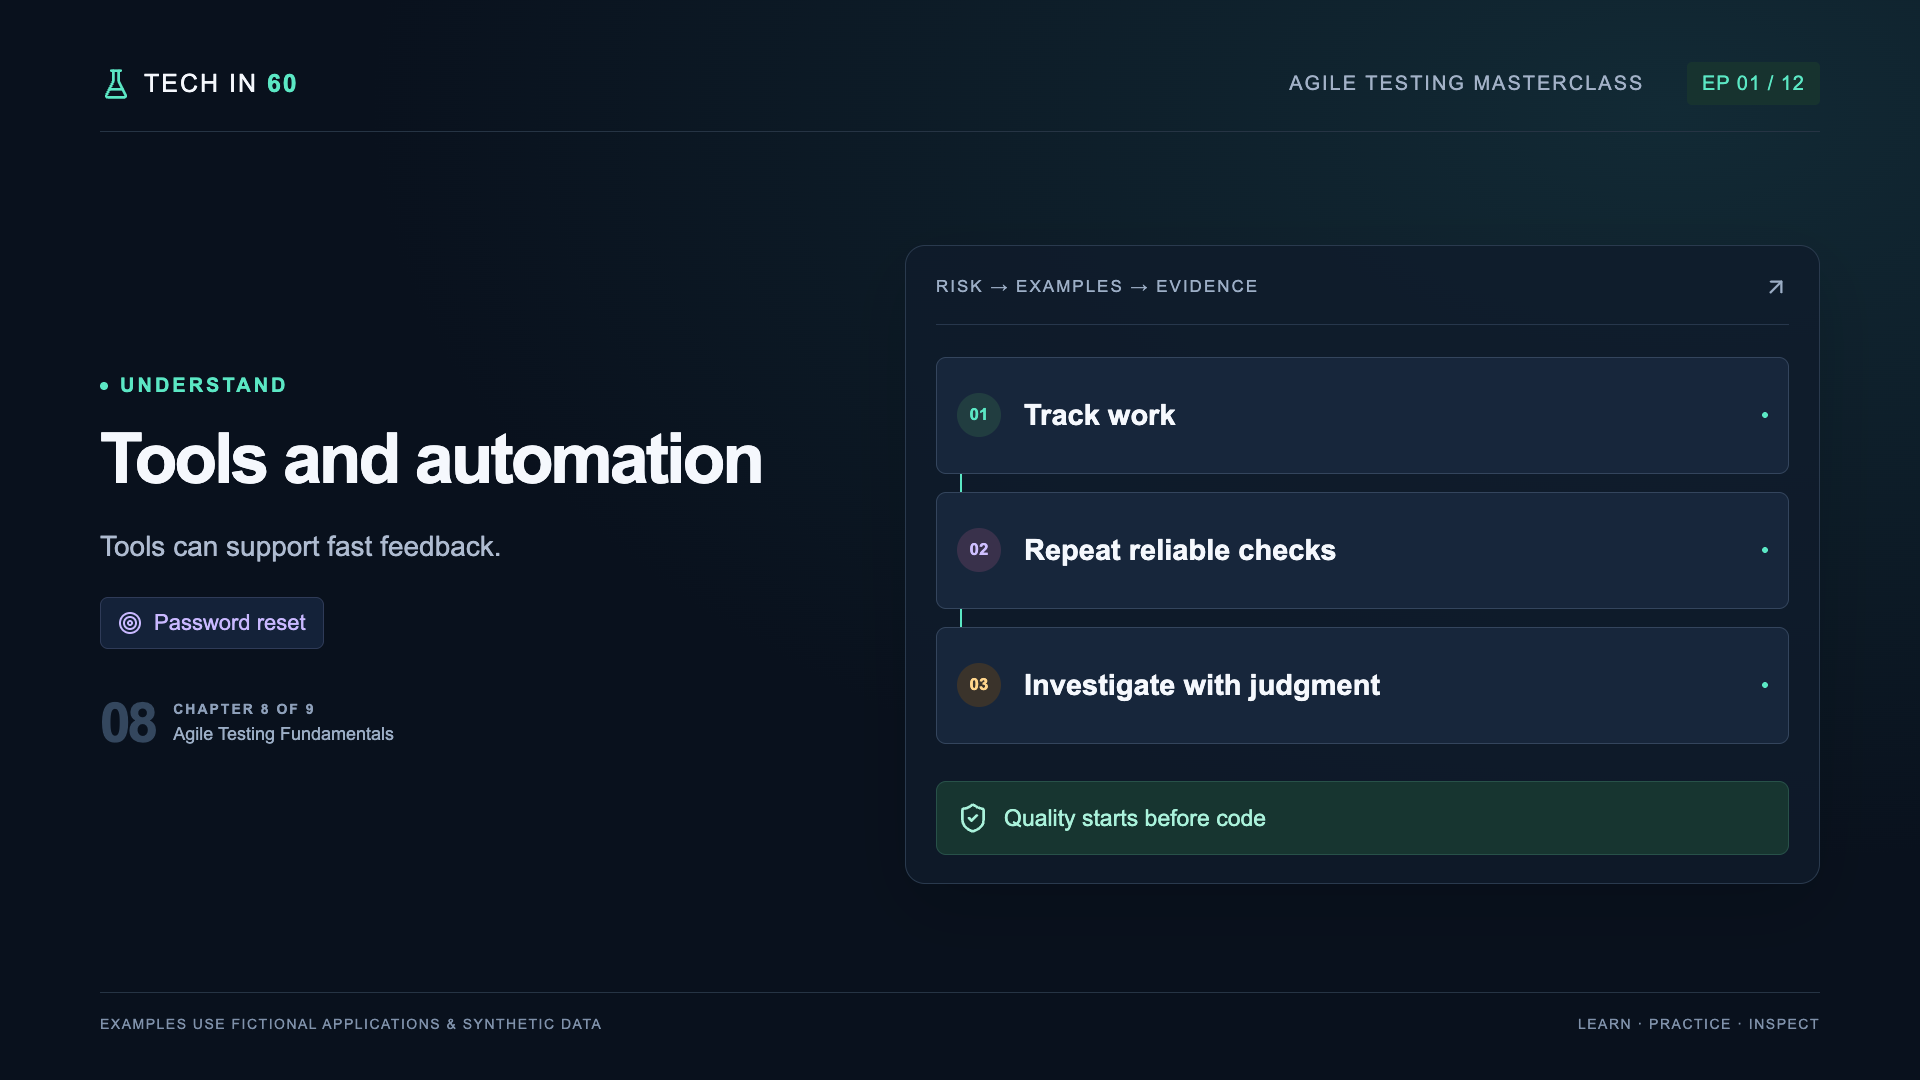 TECH IN 60
AGILE TESTING MASTERCLASS
EP 01 / 12
UNDERSTAND
Tools and automation
Tools can support fast feedback.
Password reset
08
CHAPTER 8 OF 9
Agile Testing Fundamentals
RISK → EXAMPLES → EVIDENCE
01 Track work
02 Repeat reliable checks
03 Investigate with judgment
Quality starts before code
EXAMPLES USE FICTIONAL APPLICATIONS & SYNTHETIC DATA
LEARN · PRACTICE · INSPECT